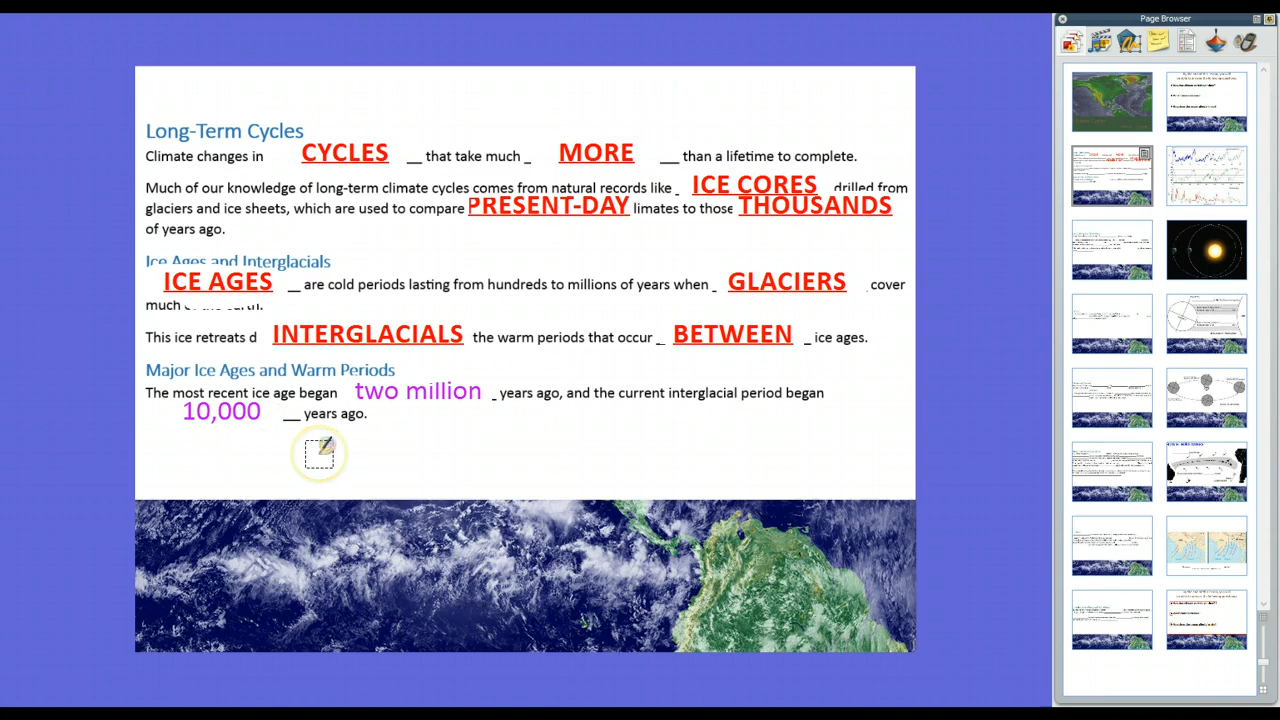 Page Browser
Long-Term Cycles
Climate changes in CYCLES __ that take much _ MORE ___ than a lifetime to complete.
Much of our knowledge of long-term climate cycles comes from natural records like _ ICE CORES drilled from
glaciers and ice sheets, which are used to compare PRESENT-DAY limates to those THOUSANDS
of years ago.
Ice Ages and Interglacials
ICE AGES __ are cold periods lasting from hundreds to millions of years when _ GLACIERS cover
much of the earth.
This ice retreats d INTERGLACIALS the warm periods that occur _ BETWEEN _ ice ages.
Major Ice Ages and Warm Periods
The most recent ice age began two million _ years ago, and the current interglacial period began
10,000 ___ years ago.